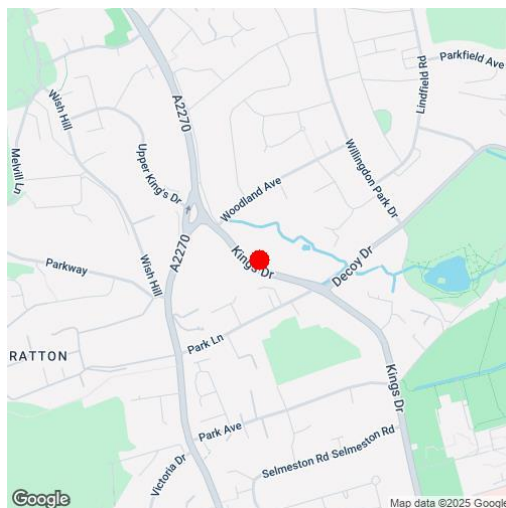 Parkfield Ave
Lindfield Rd
A2270
Wish Hill
Melvill Ln
Upper King's Dr
Woodland Ave
Willingdon Park Dr
Kings Dr
Decoy Dr
A2270
Parkway
Wish Hill
RATTON
Park Ln
Kings Dr
Park Ave
Victoria Dr
Selmeston Rd Selmeston Rd
Google
Map data ©2025 Google